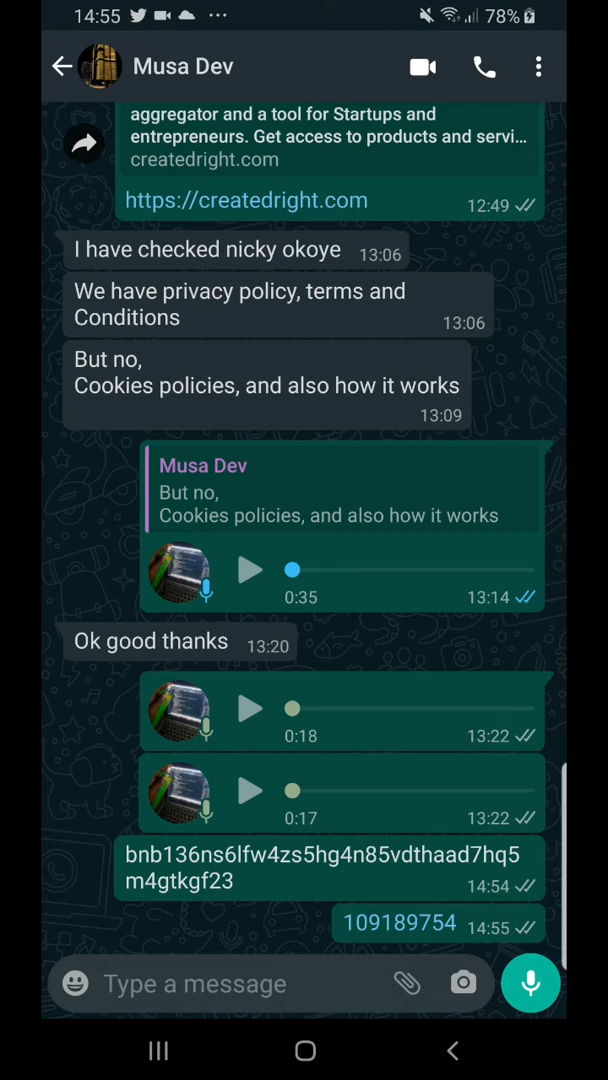 14:55
78%
Musa Dev
aggregator and a tool for Startups and
entrepreneurs. Get access to products and servi...
createdright.com
https://createdright.com
12:49
I have checked nicky okoye 13:06
We have privacy policy, terms and
Conditions
13:06
But no,
Cookies policies, and also how it works
13:09
Musa Dev
But no,
Cookies policies, and also how it works
0:35 13:14
Ok good thanks 13:20
0:18 13:22
0:17 13:22
bnb136ns6lfw4zs5hg4n85vdthaad7hq5
m4gtkgf23
14:54
109189754 14:55
Type a message